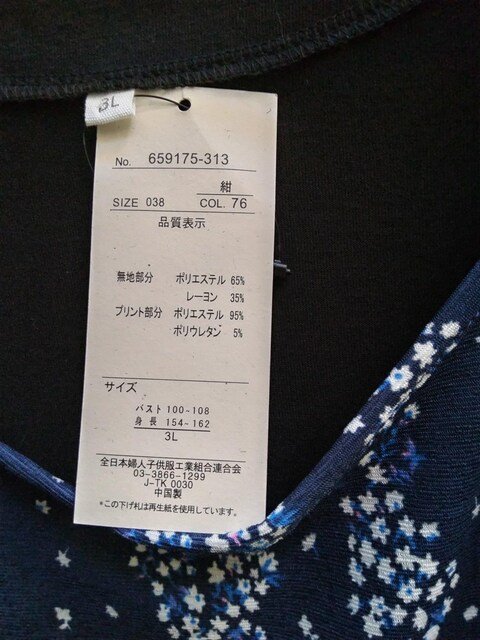 3L
No. 659175-313
紺
SIZE 038 COL. 76
品質表示
無地部分 ポリエステル 65%
レーヨン 35%
プリント部分 ポリエステル 95%
ポリウレタン 5%
サイズ
バスト 100-108
身長 154-162
3L
全日本婦人子供服工業組合連合会
03-3866-1299
J-TK 0030
中国製
*この下げ札は再生紙を使用しています。